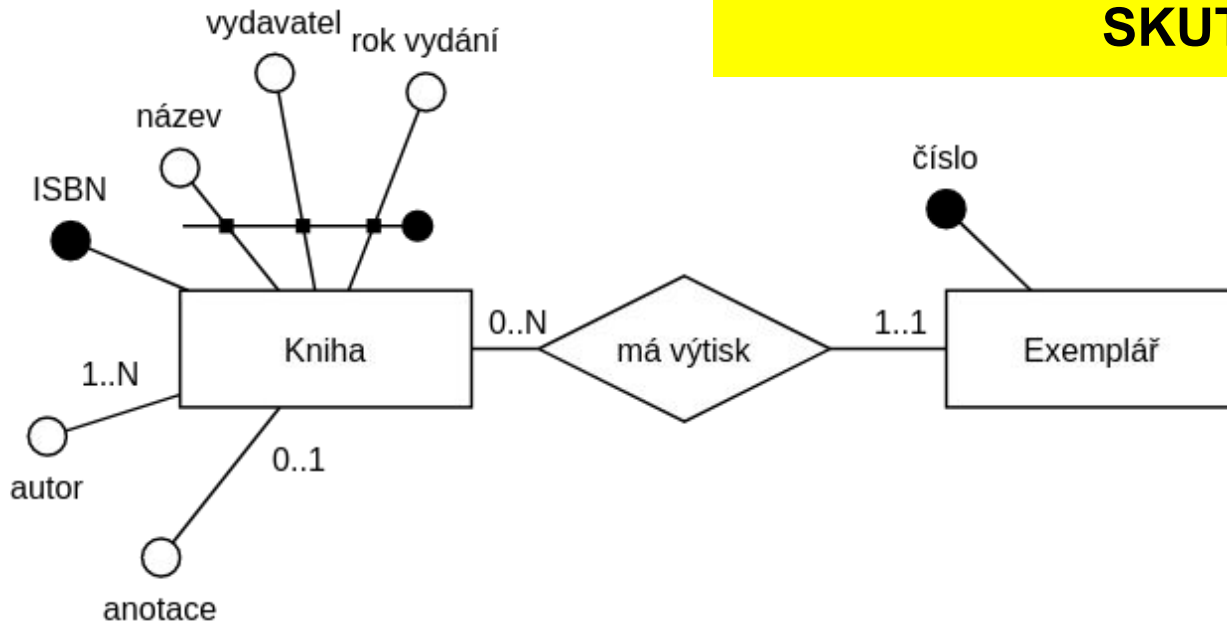 SKUT
vydavatel
rok vydání
název
číslo
ISBN
0..N
1..1
Kniha
má výtisk
Exemplář
1..N
0..1
autor
anotace